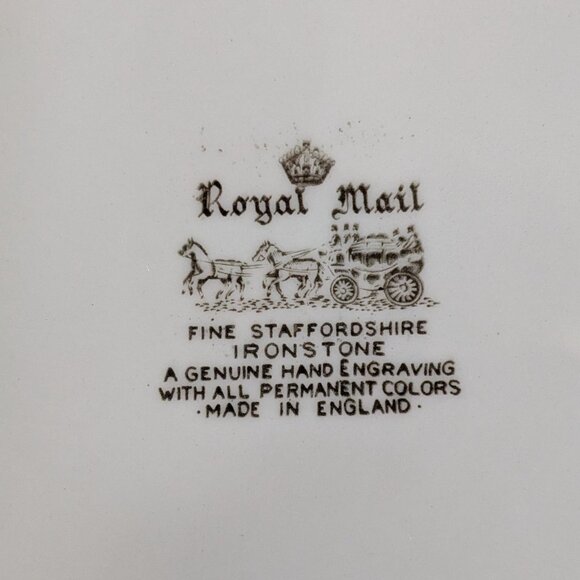 Royal Mail
FINE STAFFORDSHIRE
IRONSTONE
A GENUINE HAND ENGRAVING
WITH ALL PERMANENT COLORS
·MADE IN ENGLAND·